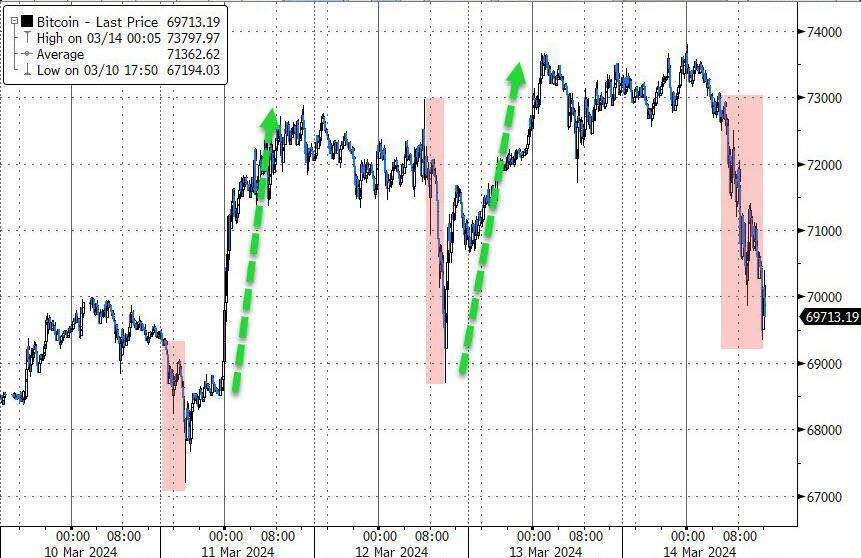 Bitcoin - Last Price 69713.19
High on 03/14 00:05 73797.97
Average 71362.62
Low on 03/10 17:50 67194.03
74000
73000
72000
71000
70000
69713.19
69000
68000
67000
00:00 08:00 00:00 08:00 00:00 08:00 00:00 08:00 00:00 08:00
10 Mar 2024 11 Mar 2024 12 Mar 2024 13 Mar 2024 14 Mar 2024